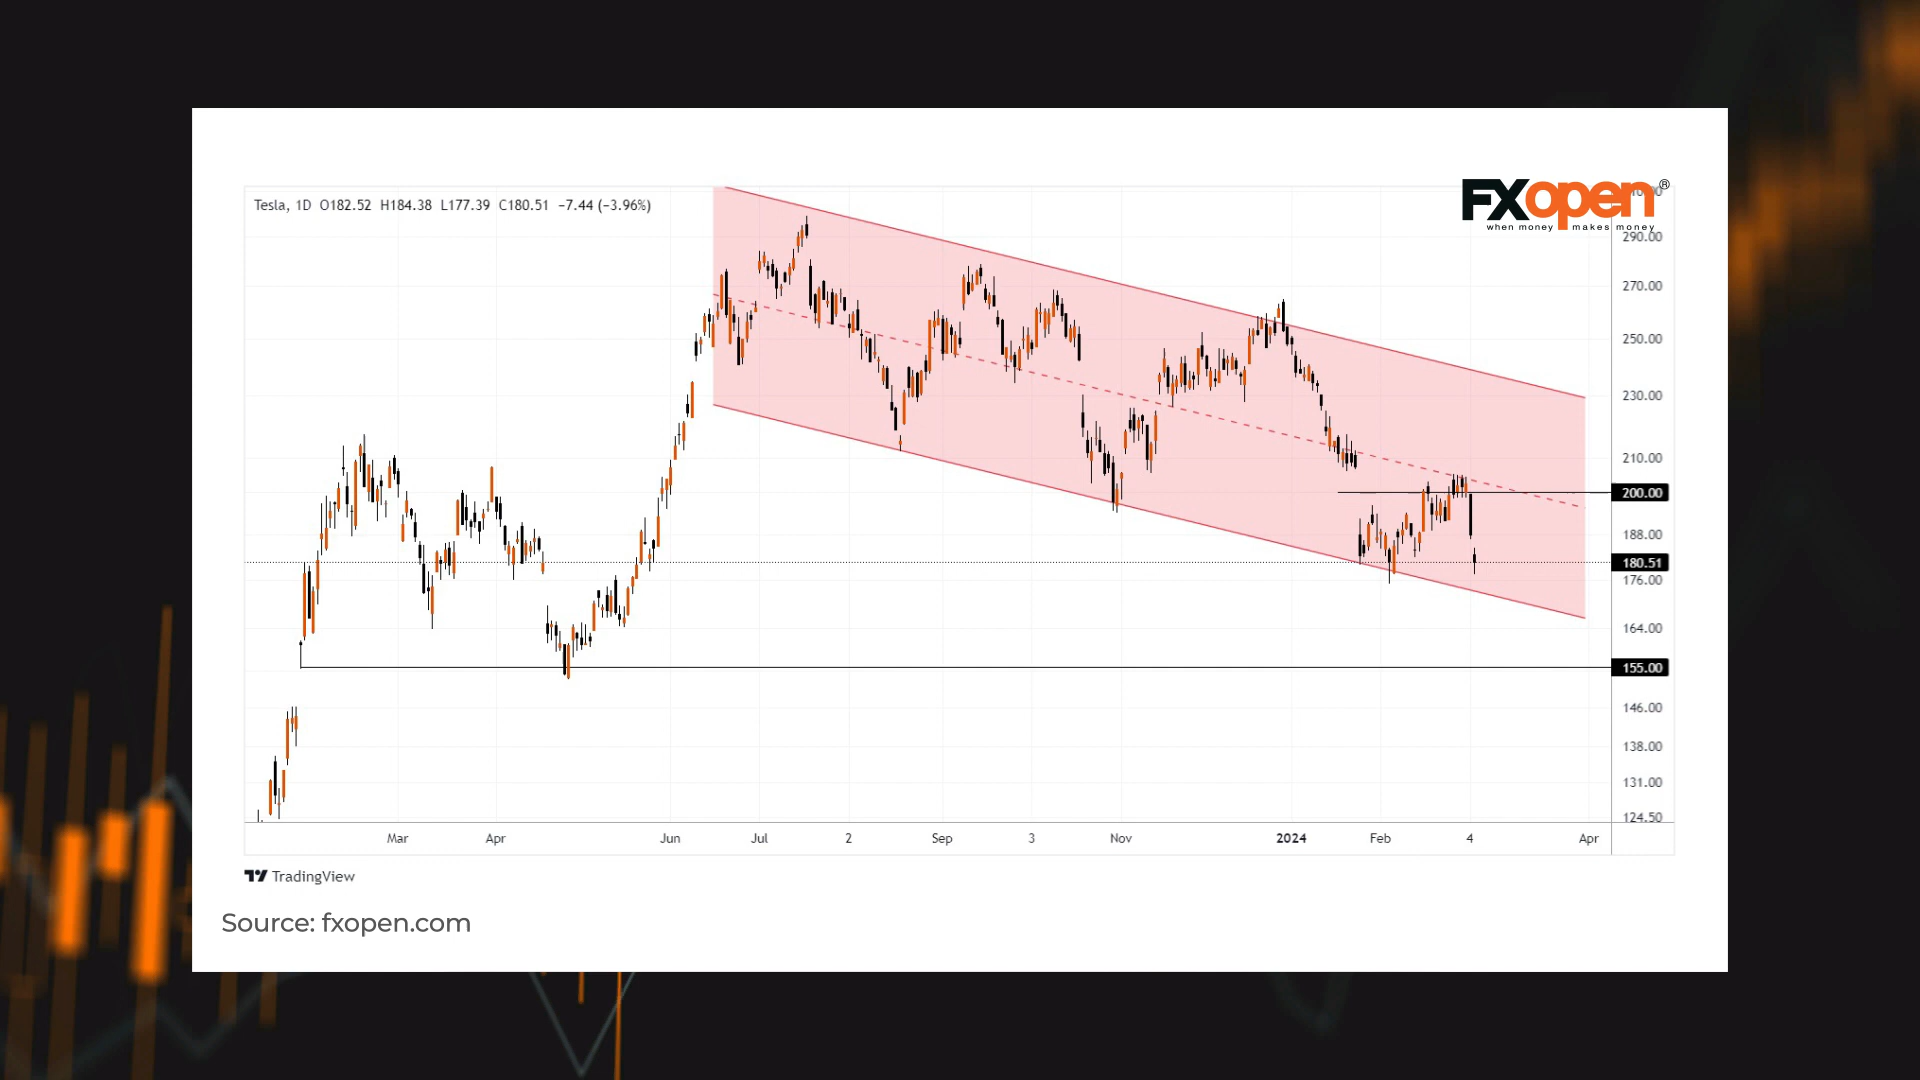 FXopen®
when money makes money
Tesla, 1D O182.52 H184.38 L177.39 C180.51 −7.44 (−3.96%)
290.00
270.00
250.00
230.00
210.00
200.00
188.00
180.51
176.00
164.00
155.00
146.00
138.00
131.00
124.50
Mar Apr Jun Jul 2 Sep 3 Nov 2024 Feb 4 Apr
TradingView
Source: fxopen.com